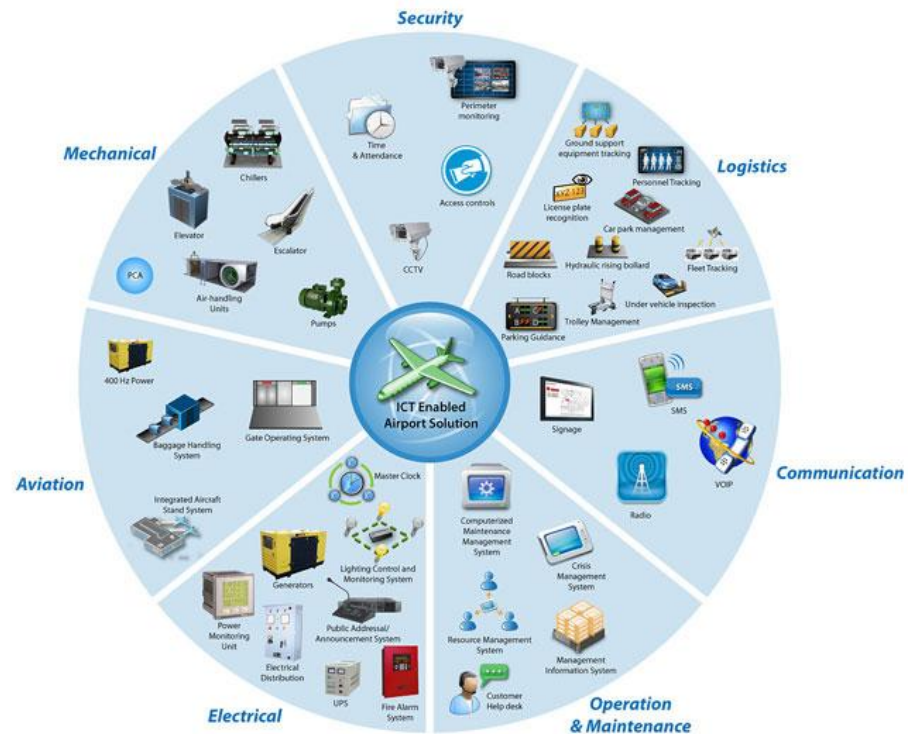 Security
Perimeter
monitoring
Time
& Attendance
Access controls
CCTV
Logistics
Ground support
equipment tracking
Personnel Tracking
License plate
recognition
Car park management
Road blocks
Hydraulic rising bollard
Fleet Tracking
Under vehicle inspection
Trolley Management
Parking Guidance
Communication
SMS
SMS
Signage
VOIP
Radio
Operation
& Maintenance
Computerized
Maintenance
Management
System
Crisis
Management
System
Resource Management
System
Management
Information System
Customer
Help desk
Electrical
Master Clock
Lighting Control and
Monitoring System
Generators
Public Addressal/
Announcement System
Power
Monitoring
Unit
Electrical
Distribution
UPS
Fire Alarm
System
Aviation
400 Hz Power
Gate Operating System
Baggage Handling
System
Integrated Aircraft
Stand System
Mechanical
Chillers
Elevator
Escalator
PCA
Air-handling
Units
Pumps
ICT Enabled
Airport Solution